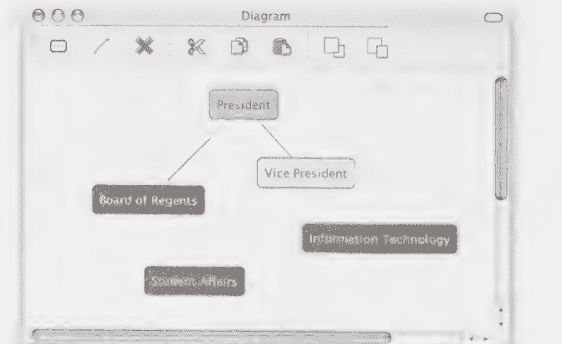 Diagram
President
Vice President
Board of Regents
Information Technology
Student Affairs